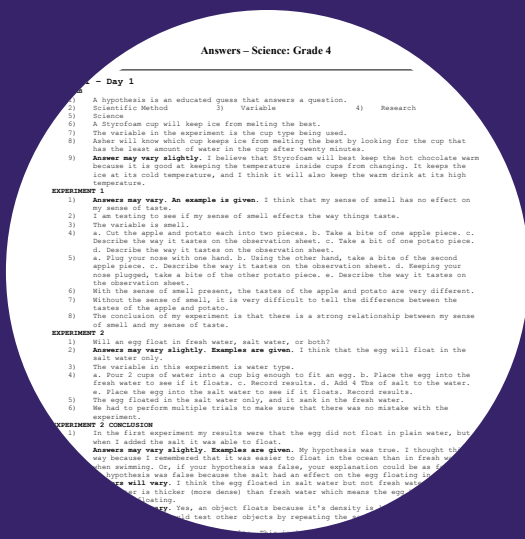 Answers – Science: Grade 4
– Day 1
A hypothesis is an educated guess that answers a question.
2) Scientific Method 3) Variable 4) Research
5) Science
6) A Styrofoam cup will keep ice from melting the best.
7) The variable in the experiment is the cup type being used.
8) Asher will know which cup keeps ice from melting by looking for the cup that
has the least amount of water in the cup after twenty minutes.
9) Answer may vary slightly. I believe that Styrofoam will best keep the hot chocolate warm
because it is good at keeping the temperature inside cups from changing. It keeps the
ice at its cold temperature, and I think it will also keep the warm drink at its high
temperature.
EXPERIMENT 1
1) Answers may vary. An example is given. I think that my sense of smell has no effect on
my sense of taste.
2) I am testing to see if my sense of smell effects the way things taste.
3) The variable is smell.
4) a. Cut the apple and potato each into two pieces. b. Take a bite of one apple piece. c.
Describe the way it tastes on the observation sheet. C. Take a bit of one potato piece.
d. Describe the way it tastes on the observation sheet.
5) a. Plug your nose with one hand. b. Using the other hand, take a bite of the second
apple piece. c. Describe the way it tastes on the observation sheet. d. Keeping your
nose plugged, take a bite of the other potato piece. e. Describe the way it tastes on
the observation sheet.
6) With the sense of smell present, the tastes of the apple and potato are very different.
7) Without the sense of smell, it is very difficult to tell the difference between the
tastes of the apple and potato.
8) The conclusion of my experiment is that there is a strong relationship between my sense
of smell and my sense of taste.
EXPERIMENT 2
1) Will an egg float in fresh water, salt water, or both?
2) Answers may vary slightly. Examples are given. I think that the egg will float in the
salt water only.
3) The variable in this experiment is water type.
4) a. Pour 2 cups of water into a cup big enough to fit an egg. b. Place the egg into the
fresh water to see if it floats. c. Record results. d. Add 4 Tbs of salt to the water.
e. Place the egg into the salt water to see if it floats. Record results.
5) The egg floated in the salt water only, and it sank in the fresh water.
6) We had to perform multiple trials to make sure that there was no mistake with the
experiment.
EXPERIMENT 2 CONCLUSION
1) In the first experiment my results were that the egg did not float in plain water, but
when I added the salt it was able to float.
Answers may vary slightly. Examples are given. My hypothesis was true. I thought
way because I remembered that it was easier to float in the ocean than in fresh
when swimming. Or, if your hypothesis was false, your explanation could be as
hypothesis was false because the salt had an effect on the egg floating in
will vary. I think the egg floated in salt water but not fresh
is thicker (more dense) than fresh water which means the egg
floating.
Yes, an object floats because it's density is
test other objects by repeating the